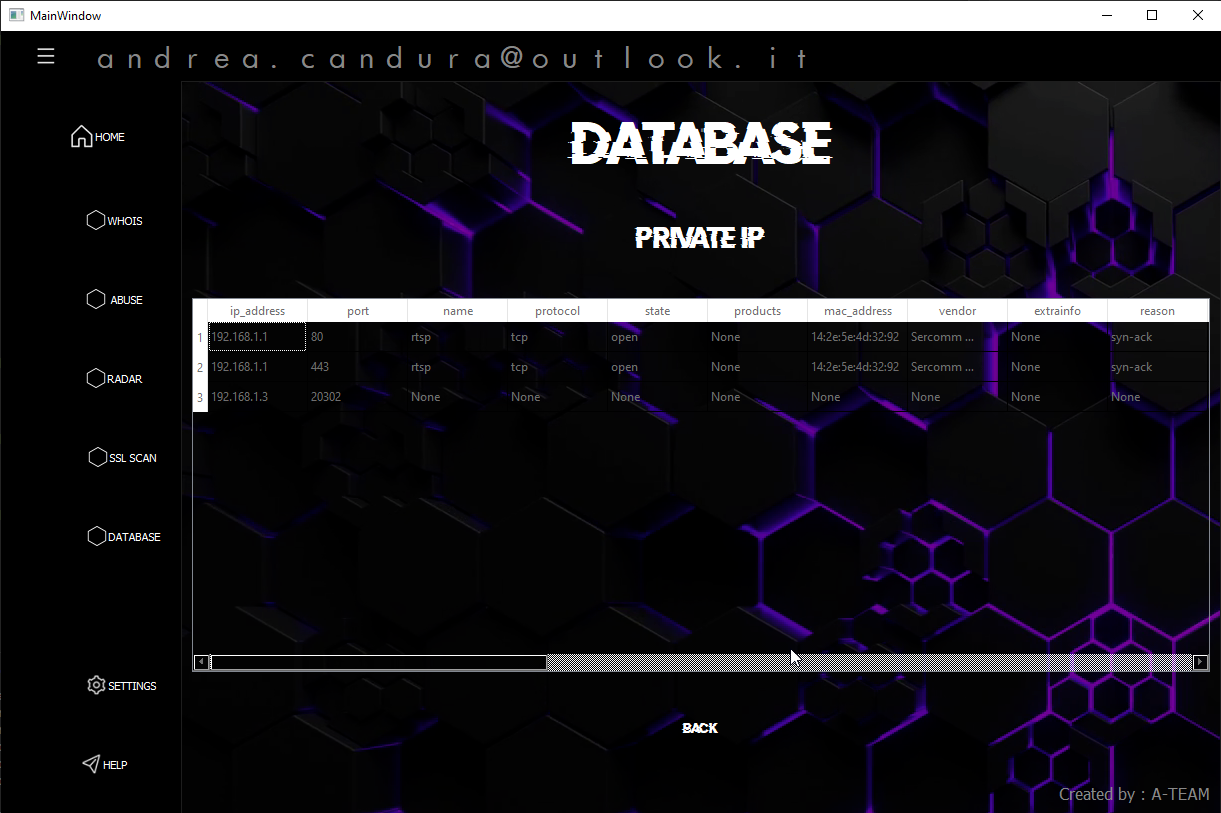 MainWindow
andrea.candura@outlook.it
HOME
WHOIS
ABUSE
RADAR
SSL SCAN
DATABASE
SETTINGS
HELP
DATABASE
PRIVATE IP
ip_address port name protocol state products mac_address vendor extrainfo reason
1 192.168.1.1 80 rtsp tcp open None 14:2e:5e:4d:32:92 Sercomm ... None syn-ack
2 192.168.1.1 443 rtsp tcp open None 14:2e:5e:4d:32:92 Sercomm ... None syn-ack
3 192.168.1.3 20302 None None None None None None None None
BACK
Created by : A-TEAM